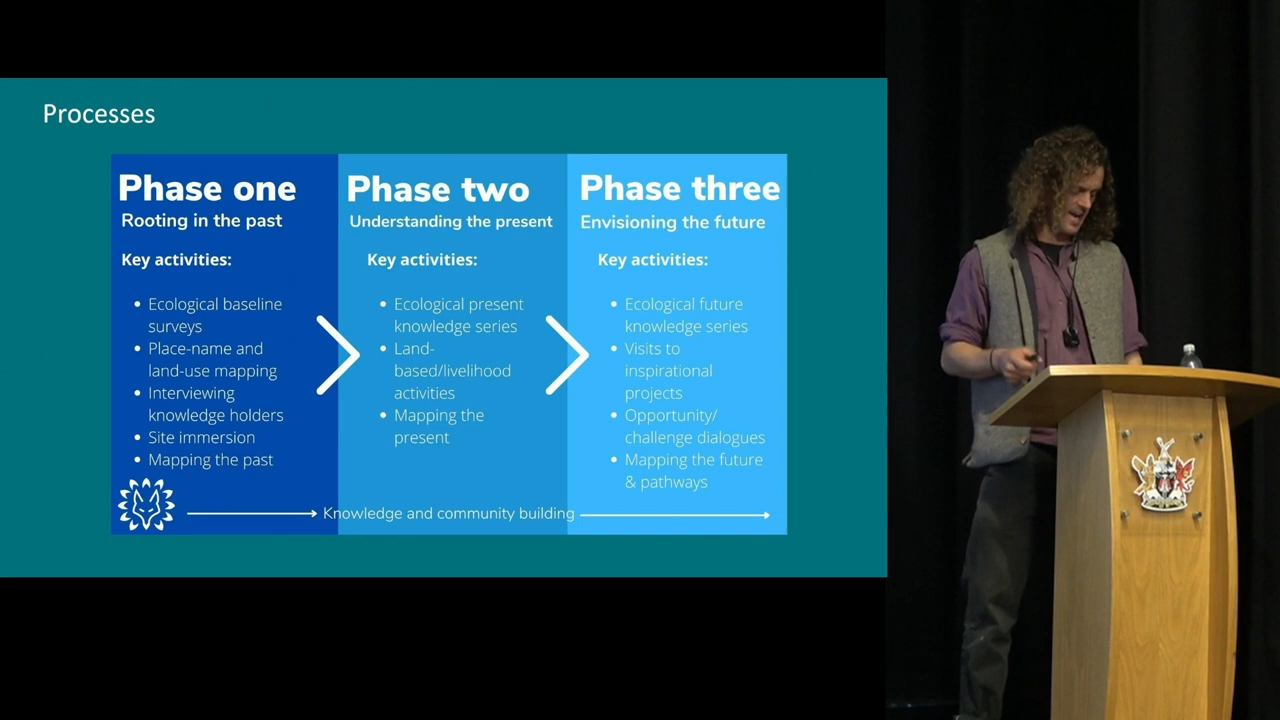 Processes
Phase one
Rooting in the past
Key activities:
Ecological baseline
surveys
Place-name and
land-use mapping
Interviewing
knowledge holders
Site immersion
Mapping the past
Phase two
Understanding the present
Key activities:
Ecological present
knowledge series
Land-
based/livelihood
activities
Mapping the
present
Phase three
Envisioning the future
Key activities:
Ecological future
knowledge series
Visits to
inspirational
projects
Opportunity/
challenge dialogues
Mapping the future
& pathways
Knowledge and community building